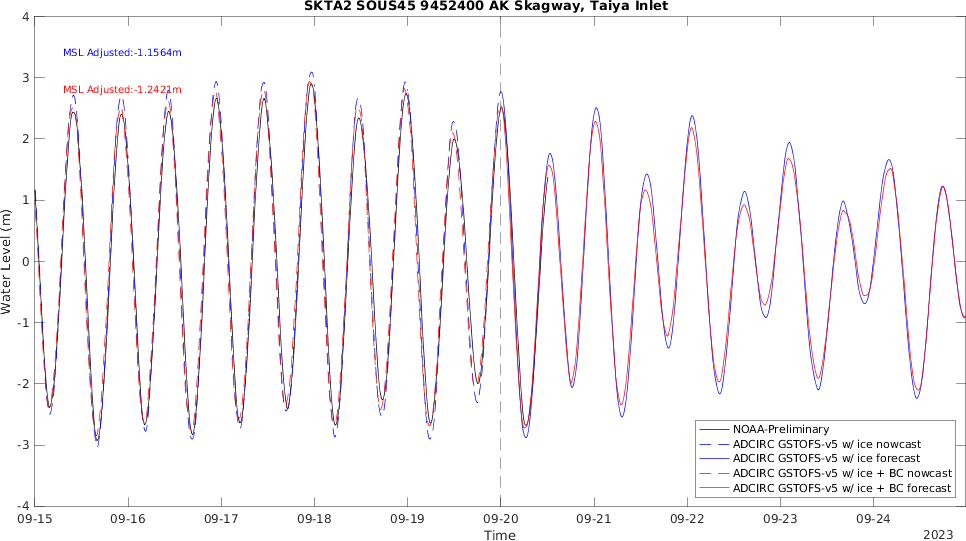 SKTA2 SOUS45 9452400 AK Skagway, Taiya Inlet
MSL Adjusted:-1.1564m
MSL Adjusted:-1.2421m
Water Level (m)
4
3
2
1
0
-1
-2
-3
-4
NOAA-Preliminary
ADCIRC GSTOFS-v5 w/ ice nowcast
ADCIRC GSTOFS-v5 w/ ice forecast
ADCIRC GSTOFS-v5 w/ ice + BC nowcast
ADCIRC GSTOFS-v5 w/ ice + BC forecast
09-15 09-16 09-17 09-18 09-19 09-20 09-21 09-22 09-23 09-24
Time
2023